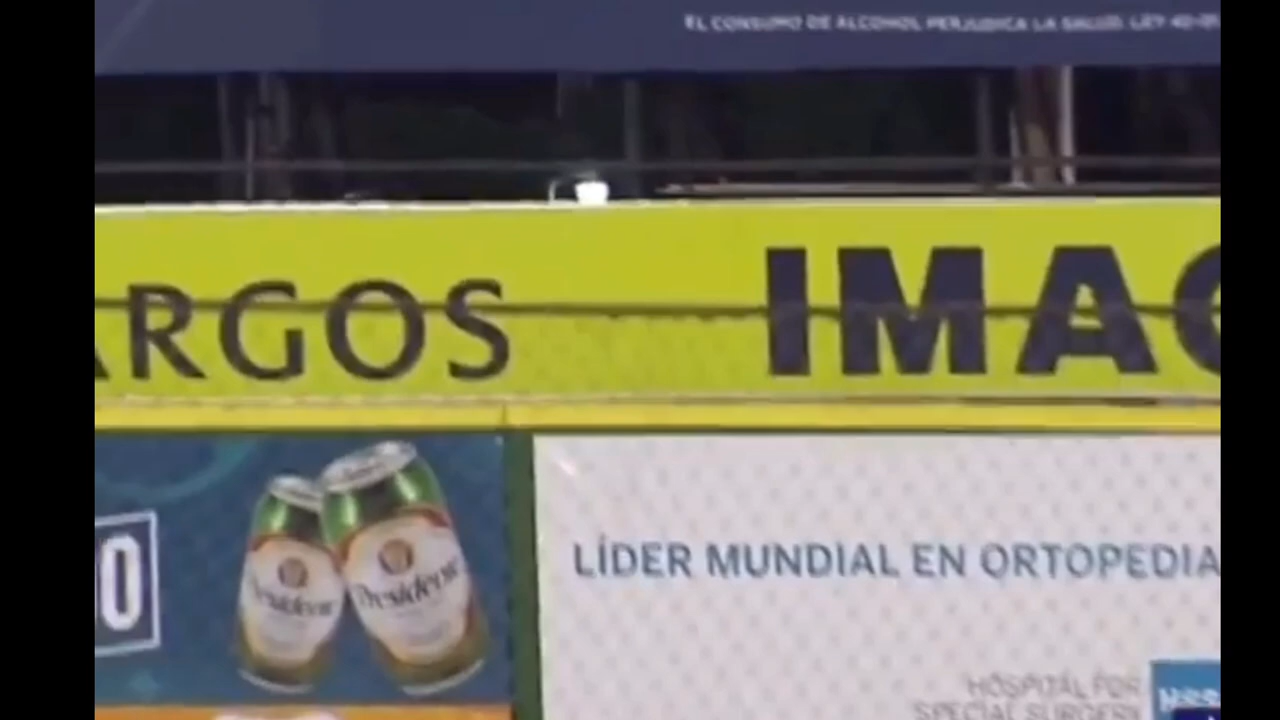 EL CONSUMO DE ALCOHOL PERJUDICA LA SALUD. LEY 42-01
ARGOS
IMAG
O
Presidente
Presidente
LÍDER MUNDIAL EN ORTOPEDIA
HOSPITAL FOR
SPECIAL SURGERY